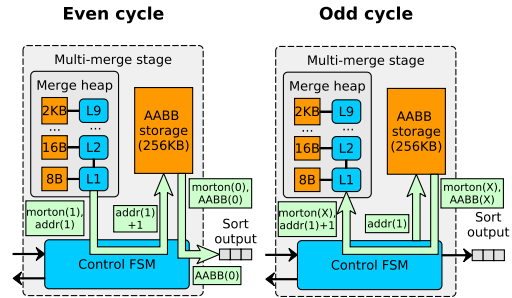 Even cycle
Multi-merge stage
Merge heap
2KB
L9
...
...
16B
L2
8B
L1
AABB
storage
(256KB)
morton(0),
AABB(0)
morton(1),
addr(1)
addr(1)
+1
Sort
output
Control FSM
AABB(0)
Odd cycle
Multi-merge stage
Merge heap
2KB
L9
...
...
16B
L2
8B
L1
AABB
storage
(256KB)
morton(X),
AABB(X)
morton(X),
addr(1)+1
addr(1)
Sort
output
Control FSM